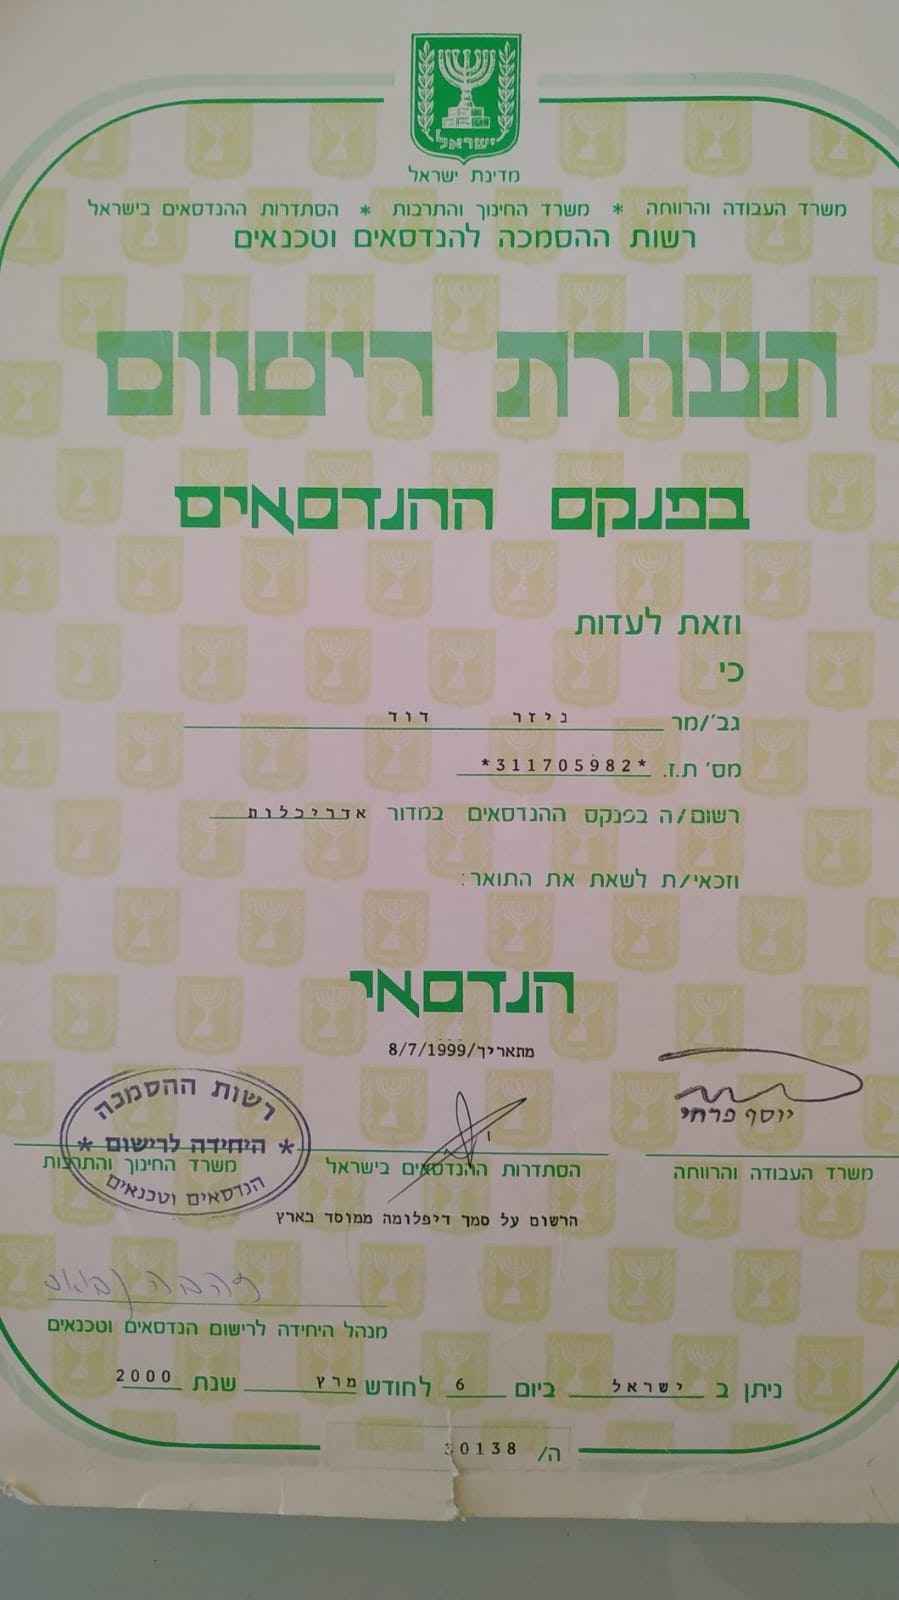 ישראל
מדינת ישראל
משרד העבודה והרווחה * משרד החינוך והתרבות * הסתדרות ההנדסאים בישראל
רשות ההסמכה להנדסאים וטכנאים
תעודת רישום
בפנקס ההנדסאים
וזאת לעדות
כי
גב'/מר ניזר דוד
מס' ת.ז. *311705982*
רשום/ה בפנקס ההנדסאים במדור אדריכלות
וזכאי/ת לשאת את התואר:
הנדסאי
מתאריך/8/7/1999
יוסף פרחי
רשות ההסמכה
* היחידה לרישום *
הנדסאים וטכנאים
משרד העבודה והרווחה הסתדרות ההנדסאים בישראל משרד החינוך והתרבות
הרשום על סמך דיפלומה ממוסד בארץ
מנהל היחידה לרישום הנדסאים וטכנאים
ניתן ב ישראל ביום 6 לחודש מרץ שנת 2000
ה/ 30138